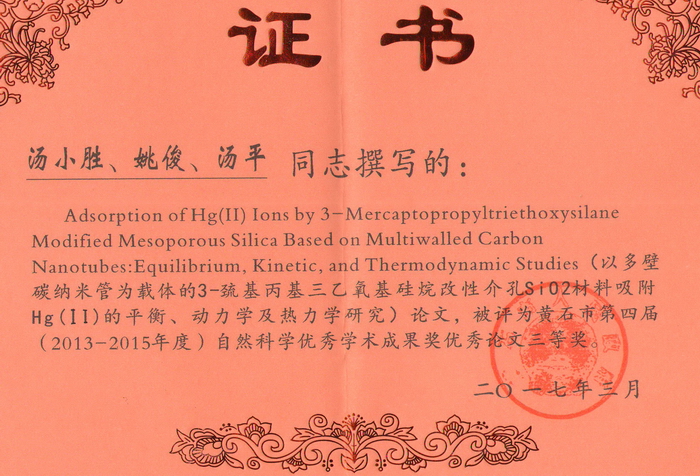 证书
汤小胜、姚俊、汤平 同志撰写的：
Adsorption of Hg(II) Ions by 3-Mercaptopropyltriethoxysilane
Modified Mesoporous Silica Based on Multiwalled Carbon
Nanotubes:Equilibrium, Kinetic, and Thermodynamic Studies（以多壁
碳纳米管为载体的3-巯基丙基三乙氧基硅烷改性介孔SiO2材料吸附
Hg(II)的平衡、动力学及热力学研究）论文，被评为黄石市第四届
（2013-2015年度）自然科学优秀学术成果奖优秀论文三等奖。
二〇一七年三月